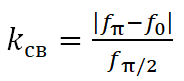 k_св = |f_π−f_0| / f_π/2